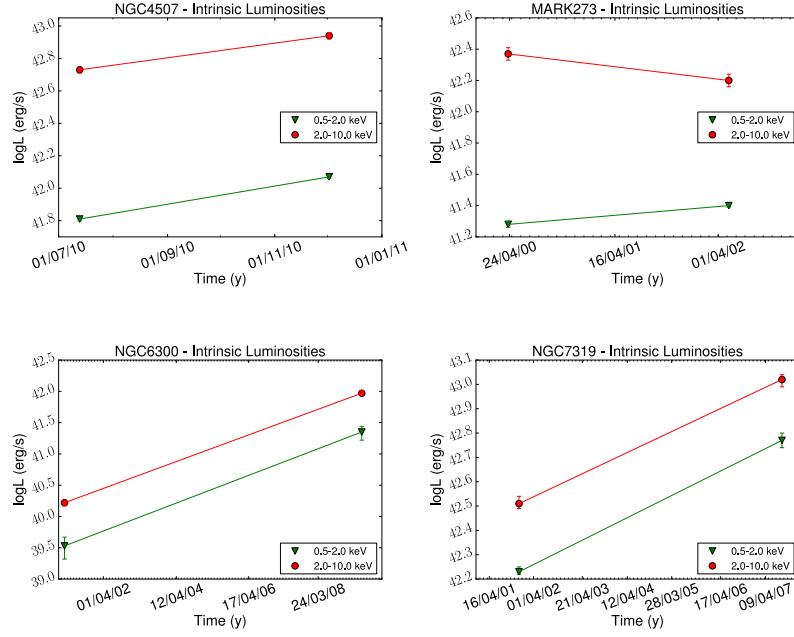 NGC4507 - Intrinsic Luminosities
logL (erg/s)
43.0
42.8
42.6
42.4
42.2
42.0
41.8
0.5-2.0 keV
2.0-10.0 keV
01/07/10
01/09/10
01/11/10
01/01/11
Time (y)
MARK273 - Intrinsic Luminosities
logL (erg/s)
42.6
42.4
42.2
42.0
41.8
41.6
41.4
41.2
0.5-2.0 keV
2.0-10.0 keV
24/04/00
16/04/01
01/04/02
Time (y)
NGC6300 - Intrinsic Luminosities
logL (erg/s)
42.5
42.0
41.5
41.0
40.5
40.0
39.5
39.0
0.5-2.0 keV
2.0-10.0 keV
01/04/02
12/04/04
17/04/06
24/03/08
Time (y)
NGC7319 - Intrinsic Luminosities
logL (erg/s)
43.1
43.0
42.9
42.8
42.7
42.6
42.5
42.4
42.3
42.2
0.5-2.0 keV
2.0-10.0 keV
16/04/01
01/04/02
21/04/03
12/04/04
28/03/05
17/04/06
09/04/07
Time (y)